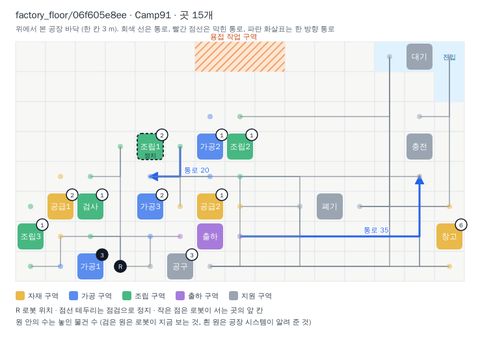 factory_floor/06f605e8ee · Camp91 · 곳 15개
위에서 본 공장 바닥 (한 칸 3 m). 회색 선은 통로, 빨간 점선은 막힌 통로, 파란 화살표는 한 방향 통로
용접 작업 구역
대기
진입
조립1
2
정지
가공2
1
조립2
1
충전
통로 20
공급1
2
검사
1
가공3
2
공급2
2
폐기
조립3
1
출하
통로 35
창고
6
가공1
3
R
공구
3
자재 구역
가공 구역
조립 구역
출하 구역
지원 구역
R 로봇 위치 · 점선 테두리는 점검으로 정지 · 작은 점은 로봇이 서는 곳의 앞 칸
원 안의 수는 놓인 물건 수 (검은 원은 로봇이 지금 보는 것, 흰 원은 공장 시스템이 알려 준 것)